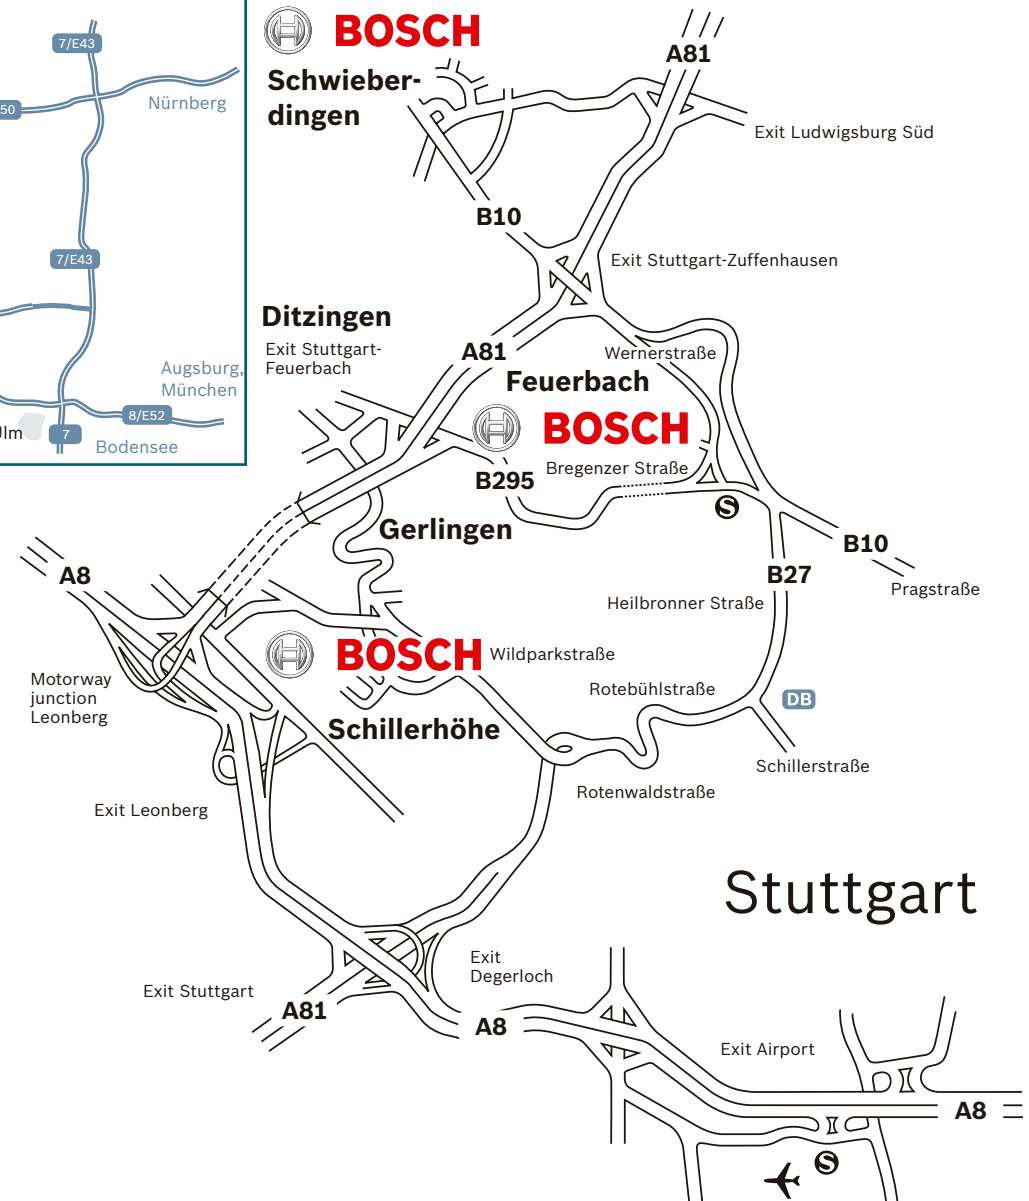 7/E43
50
Nürnberg
7/E43
Augsburg,
München
8/E52
Ulm
7
Bodensee
BOSCH
Schwieber-
dingen
A81
Exit Ludwigsburg Süd
B10
Exit Stuttgart-Zuffenhausen
Ditzingen
Exit Stuttgart-
Feuerbach
A81
Wernerstraße
Feuerbach
BOSCH
Bregenzer Straße
B295
S
Gerlingen
B10
A8
B27
Pragstraße
Heilbronner Straße
BOSCH
Wildparkstraße
Motorway
junction
Leonberg
Rotebühlstraße
DB
Schillerhöhe
Schillerstraße
Rotenwaldstraße
Exit Leonberg
Stuttgart
Exit
Degerloch
Exit Stuttgart
A81
A8
Exit Airport
A8
S